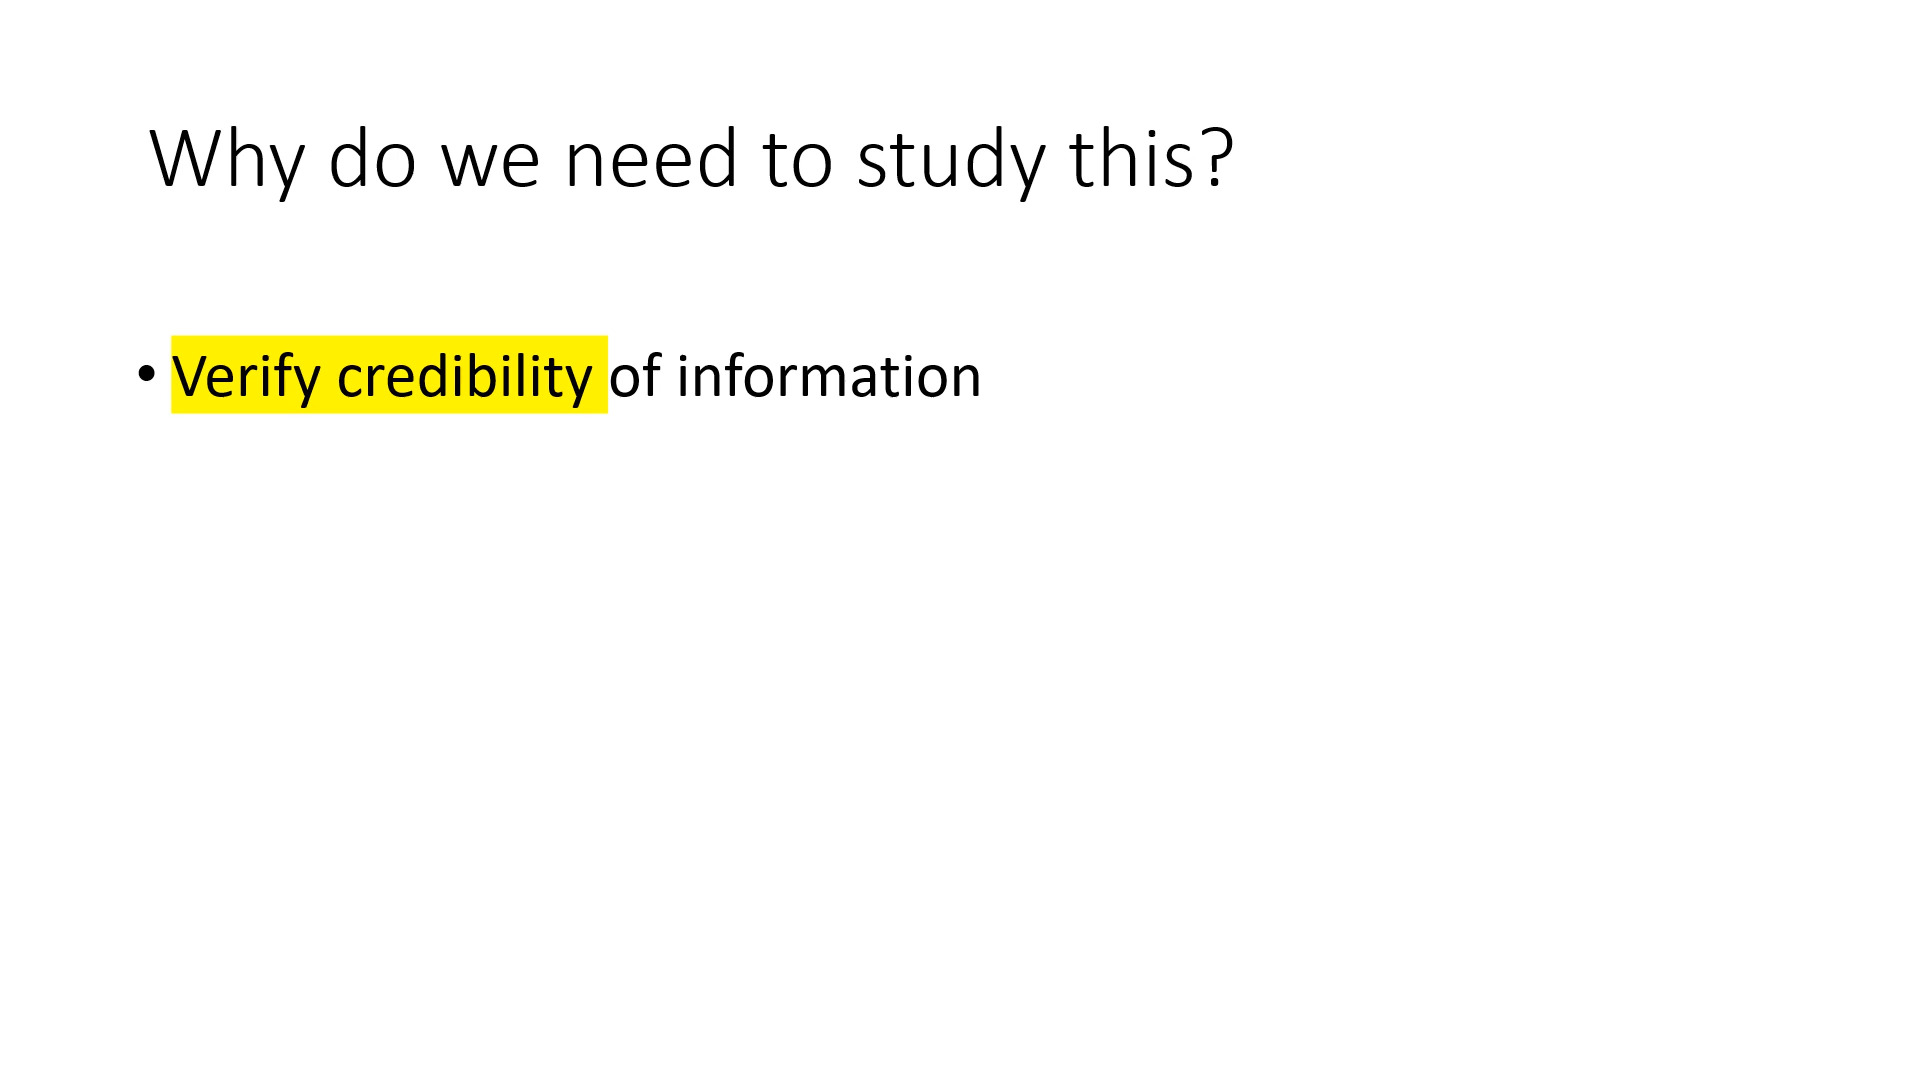 Why do we need to study this?
• Verify credibility of information